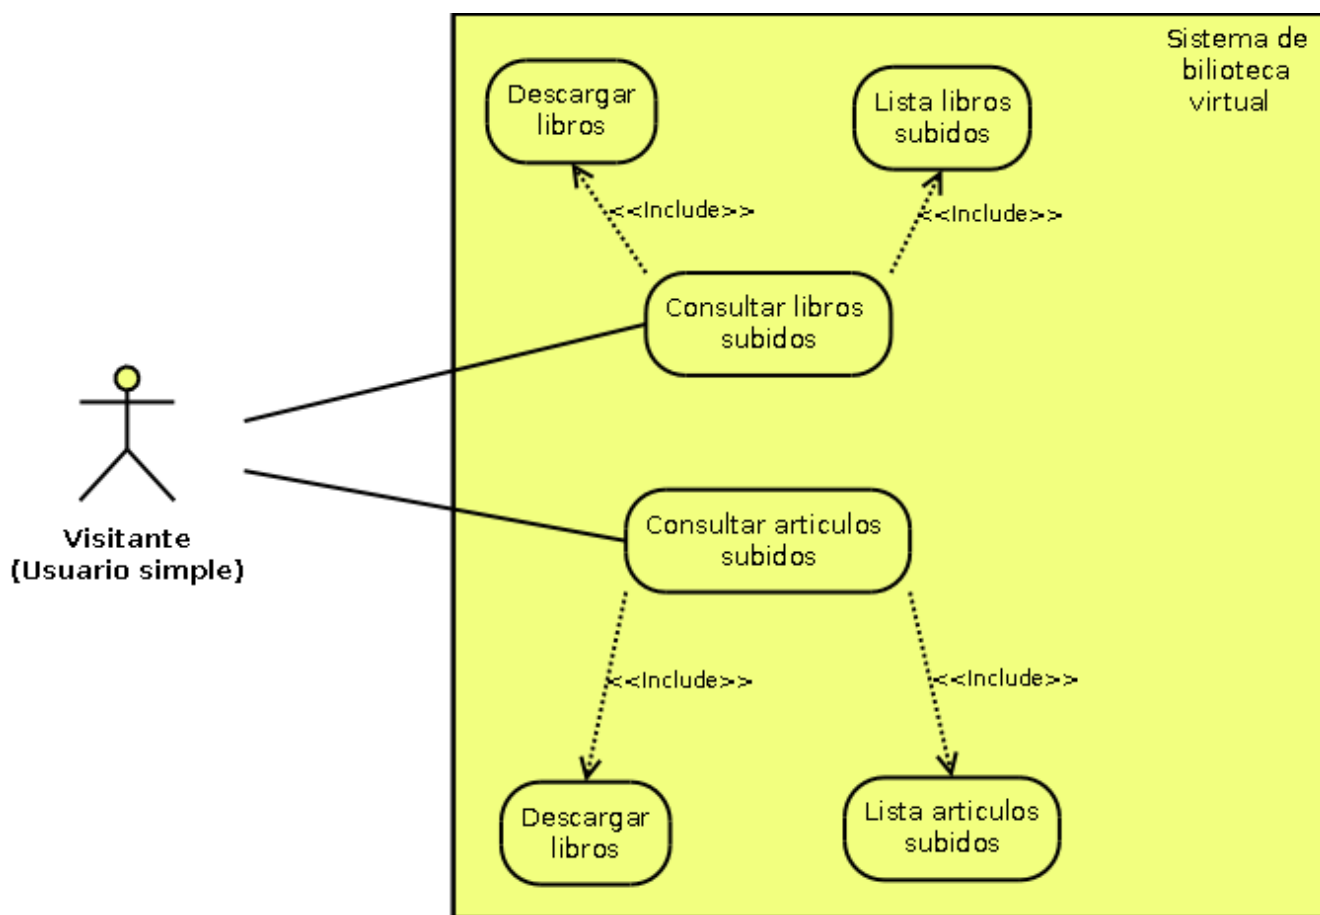 Sistema de
bilioteca
virtual
Descargar
libros
Lista libros
subidos
<<Include>>
<<Include>>
Consultar libros
subidos
Visitante
(Usuario simple)
Consultar articulos
subidos
<<Include>>
<<Include>>
Descargar
libros
Lista articulos
subidos